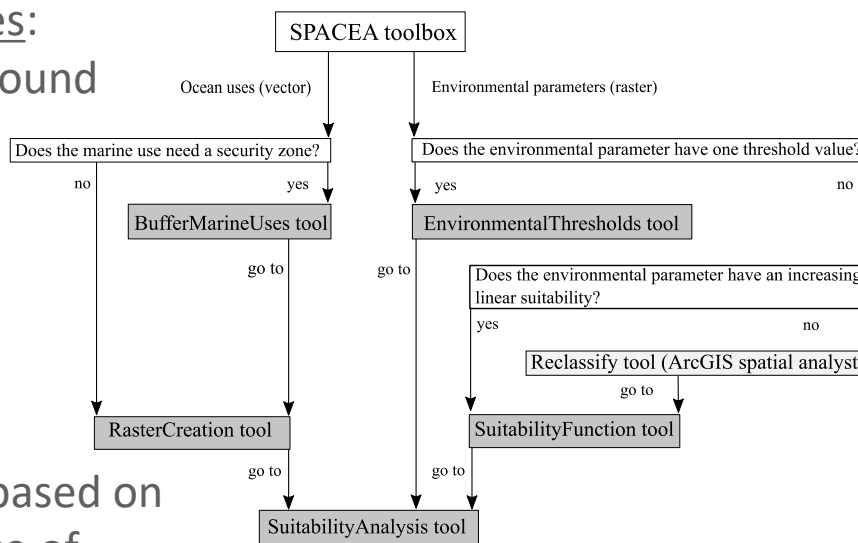 es:
ound
SPACEA toolbox
Ocean uses (vector)
Environmental parameters (raster)
Does the marine use need a security zone?
Does the environmental parameter have one threshold value?
no
yes
yes
no
BufferMarineUses tool
EnvironmentalThresholds tool
go to
go to
Does the environmental parameter have an increasing
linear suitability?
yes
no
Reclassify tool (ArcGIS spatial analyst
go to
RasterCreation tool
SuitabilityFunction tool
go to
go to
based on
SuitabilityAnalysis tool